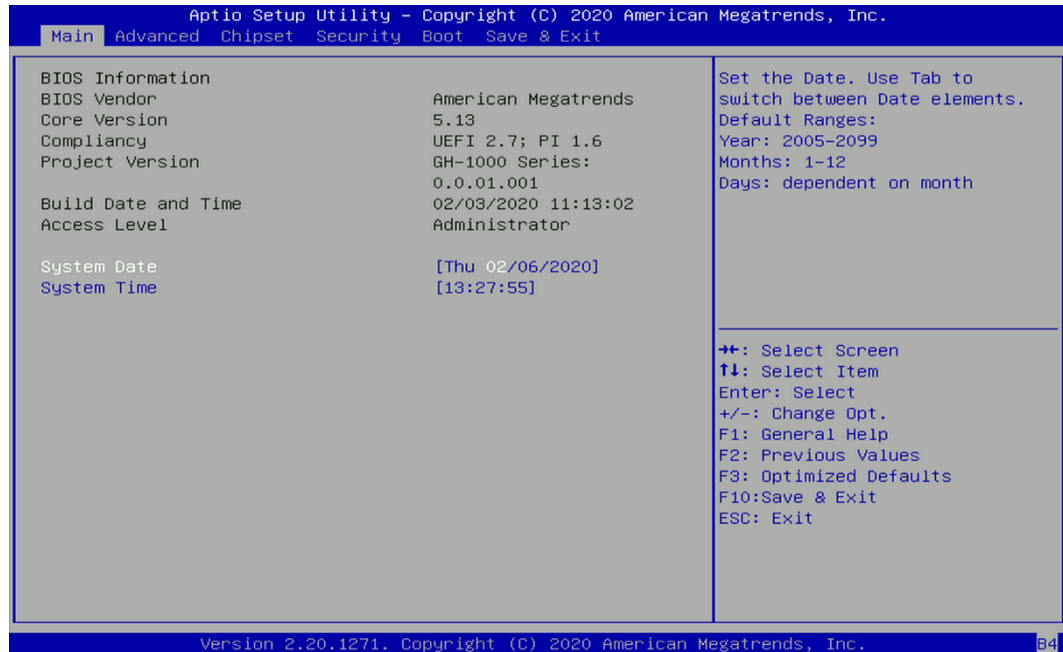 Aptio Setup Utility – Copyright (C) 2020 American Megatrends, Inc.
Main Advanced Chipset Security Boot Save & Exit
BIOS Information
BIOS Vendor American Megatrends
Core Version 5.13
Compliancy UEFI 2.7; PI 1.6
Project Version GH-1000 Series:
0.0.01.001
Build Date and Time 02/03/2020 11:13:02
Access Level Administrator
System Date [Thu 02/06/2020]
System Time [13:27:55]
Set the Date. Use Tab to
switch between Date elements.
Default Ranges:
Year: 2005-2099
Months: 1-12
Days: dependent on month
→←: Select Screen
↑↓: Select Item
Enter: Select
+/-: Change Opt.
F1: General Help
F2: Previous Values
F3: Optimized Defaults
F10:Save & Exit
ESC: Exit
Version 2.20.1271. Copyright (C) 2020 American Megatrends, Inc.
B4